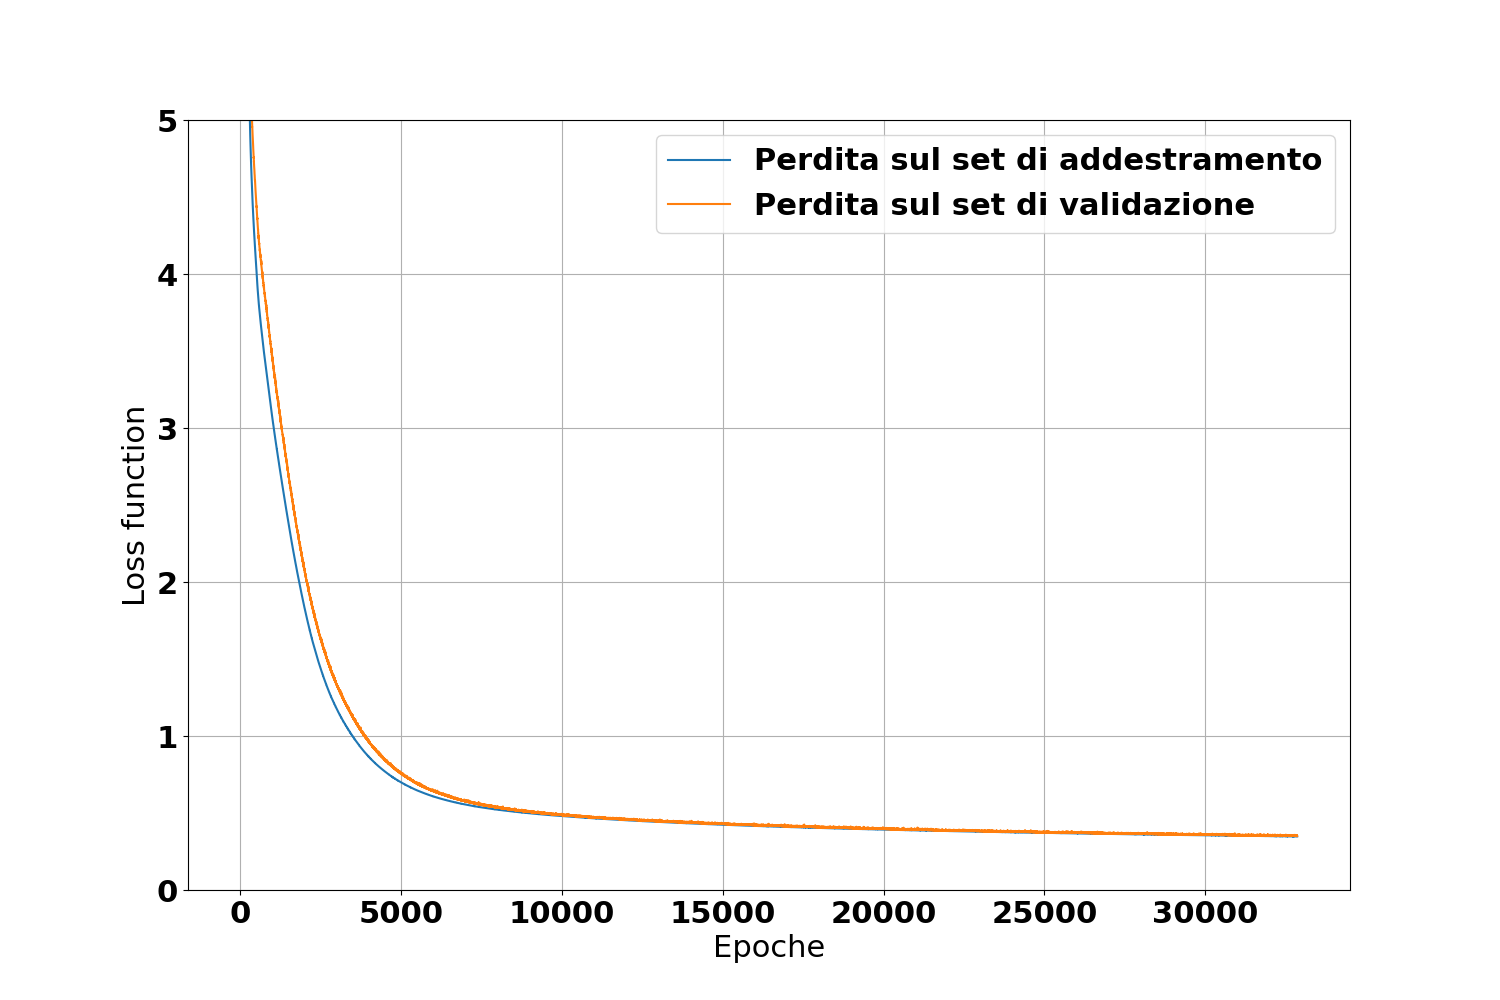 Perdita sul set di addestramento
Perdita sul set di validazione
5
4
3
2
1
0
Loss function
0 5000 10000 15000 20000 25000 30000
Epoche